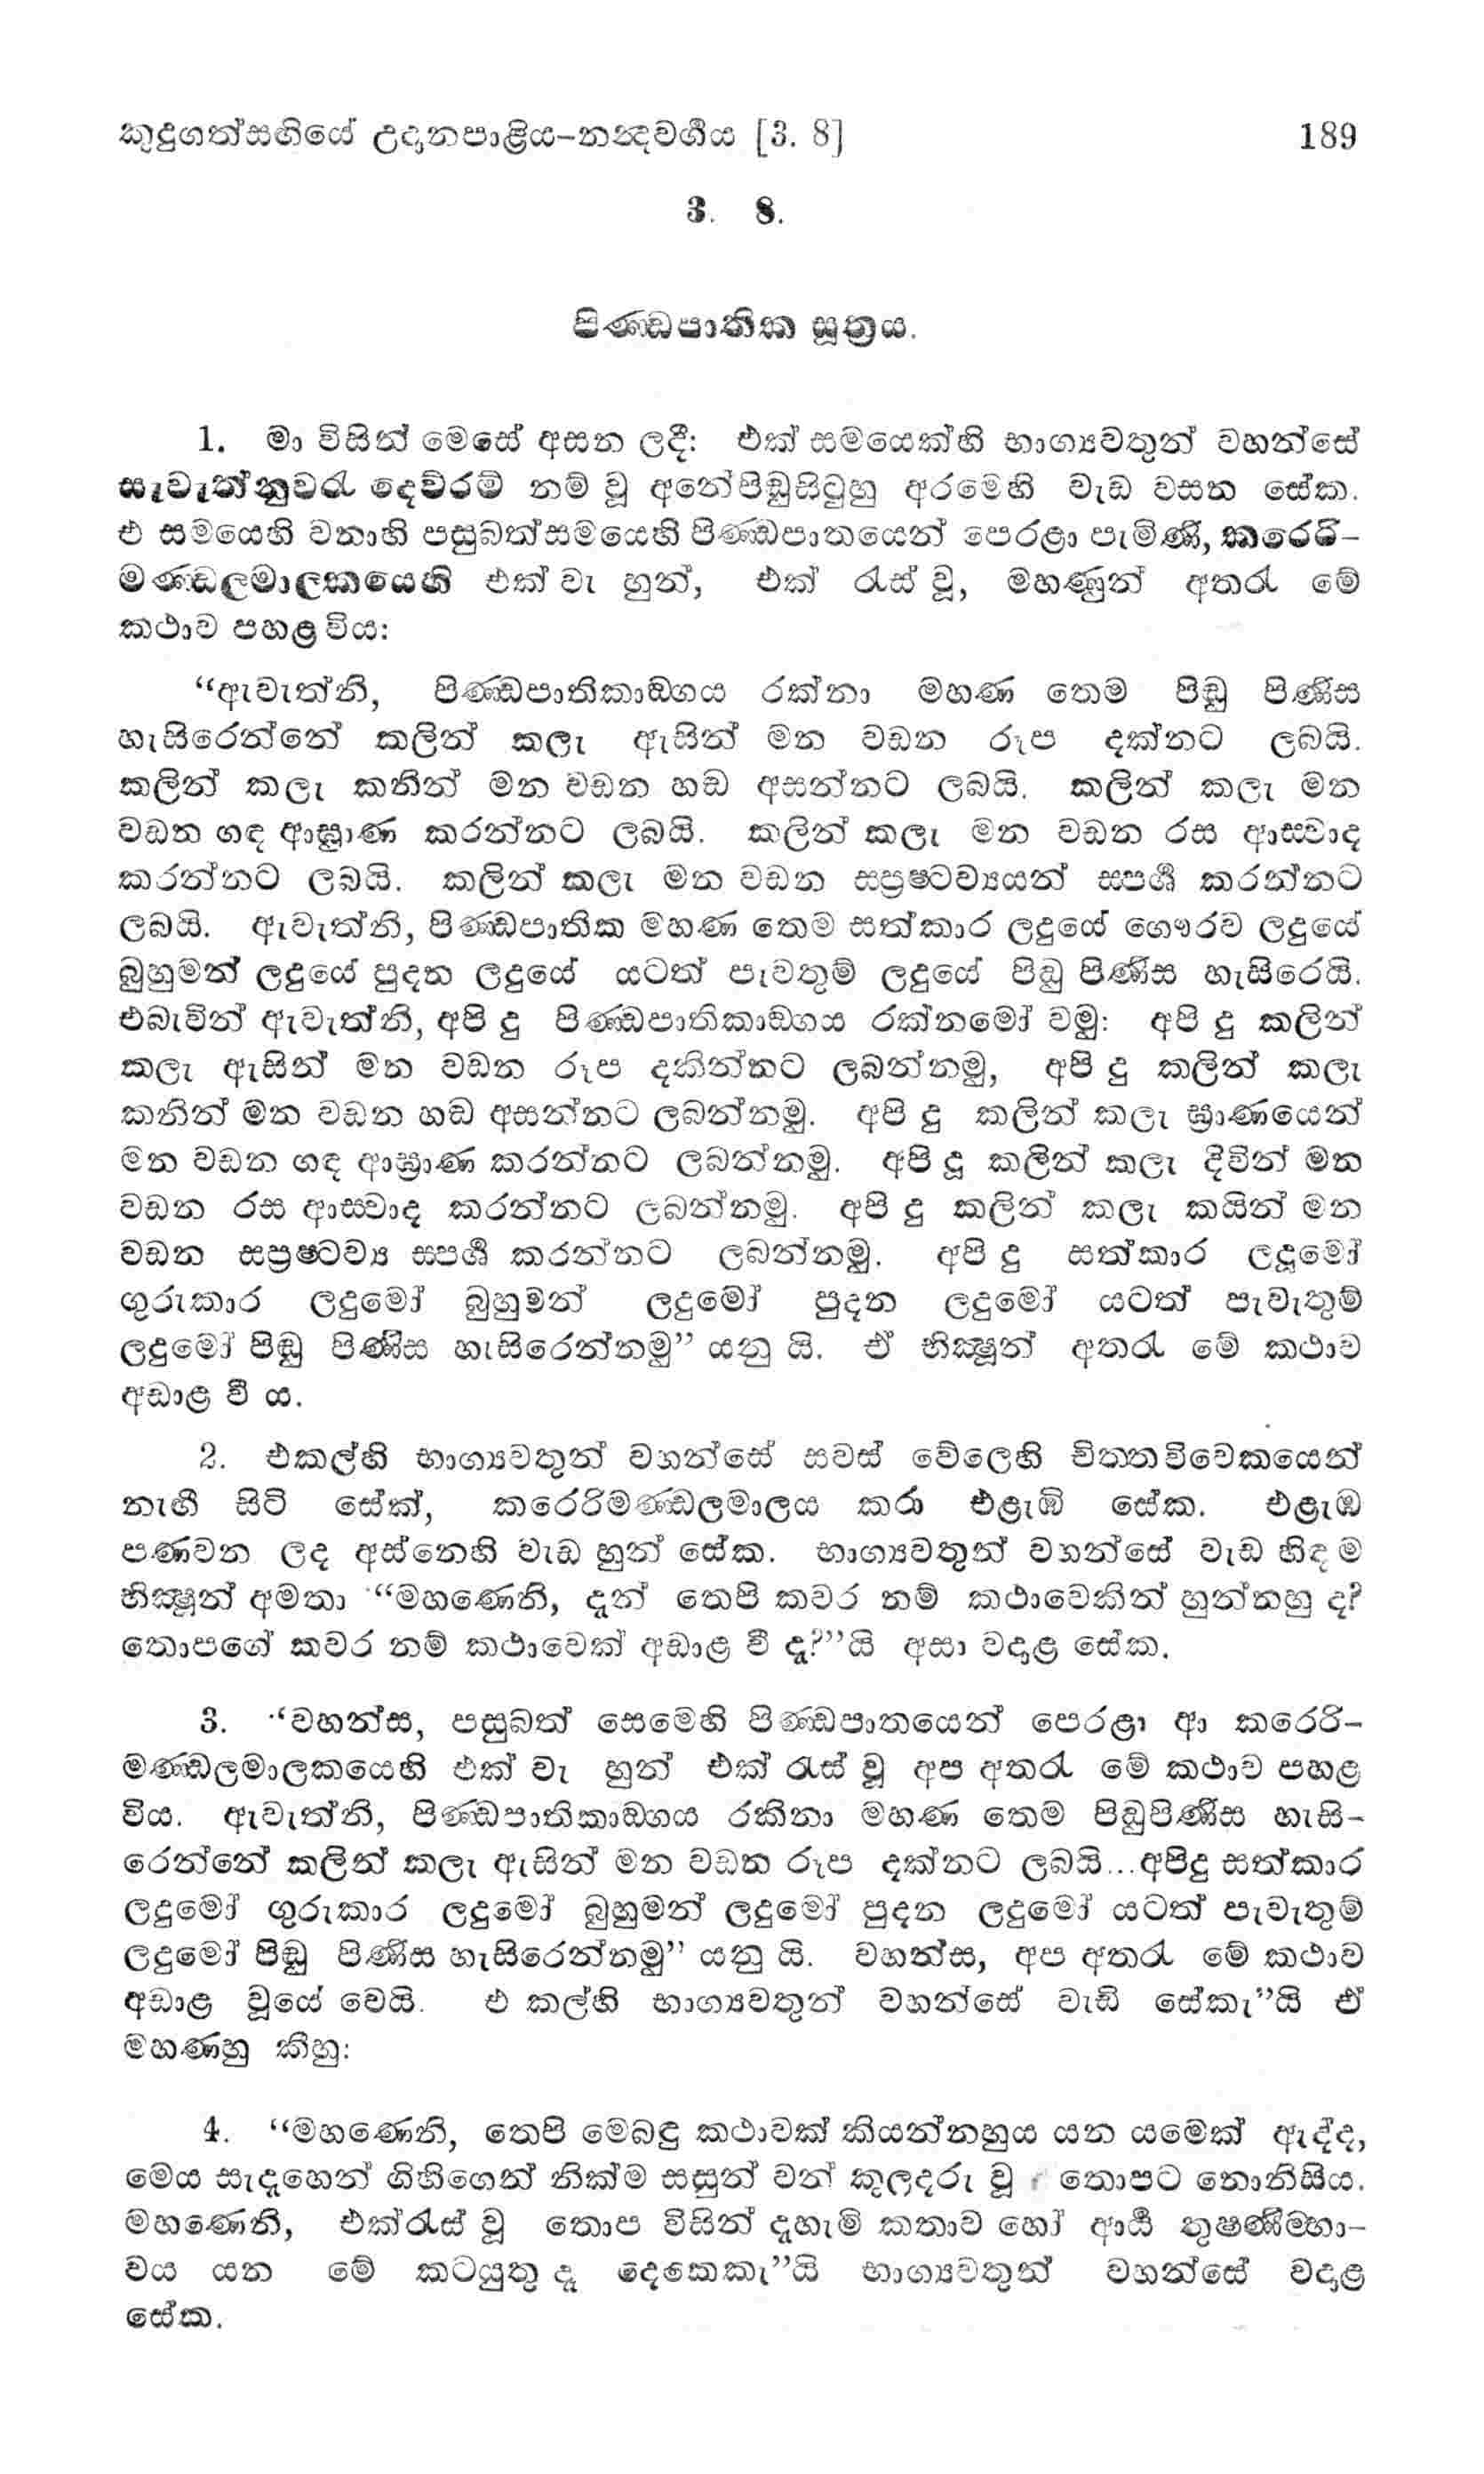 කුදුගත්සඟියේ උදානපාළිය-නන්‍දවර්‍ගය [3. 8] 189
3. 8.
පිණ්‍ඩපාතික සූත්‍රය.
1. මා විසින් මෙසේ අසන ලදී: එක් සමයෙක්හි භාග්‍යවතුන් වහන්සේ
සැවැත්නුවරැ දෙව්රම් නම් වූ අනේපිඬුසිටුහු අරමෙහි වැඩ වසන සේක.
එ සමයෙහි වනාහි පසුබත්සමයෙහි පිණ්‍ඩපාතයෙන් පෙරළා පැමිණි, කරෙරි-
මණ්‍ඩලමාලකයෙහි එක් වැ හුන්, එක් රැස් වූ, මහණුන් අතරැ මේ
කථාව පහළ විය:
“ඇවැත්නි, පිණ්‍ඩපාතිකාඞ්ගය රක්නා මහණ තෙම පිඬු පිණිස
හැසිරෙන්නේ කලින් කලැ ඇසින් මන වඩන රූප දක්නට ලබයි.
කලින් කලැ කනින් මන වඩන හඬ අසන්නට ලබයි. කලින් කලැ මන
වඩන ගඳ ආඝ්‍රාණ කරන්නට ලබයි. කලින් කලැ මන වඩන රස ආස්වාද
කරන්නට ලබයි. කලින් කලැ මන වඩන ස්ප්‍රෂ්ටව්‍යයන් ස්පර්‍ශ කරන්නට
ලබයි. ඇවැත්නි, පිණ්‍ඩපාතික මහණ තෙම සත්කාර ලදුයේ ගෞරව ලදුයේ
බුහුමන් ලදුයේ පුදන ලදුයේ යටත් පැවතුම් ලදුයේ පිඬු පිණිස හැසිරෙයි.
එබැවින් ඇවැත්නි, අපි දු පිණ්‍ඩපාතිකාඞ්ගය රක්නමෝ වමු: අපි දු කලින්
කලැ ඇසින් මන වඩන රූප දකින්නට ලබන්නමු, අපි දු කලින් කලැ
කනින් මන වඩන හඬ අසන්නට ලබන්නමු. අපි දු කලින් කලැ ඝ්‍රාණයෙන්
මන වඩන ගඳ ආඝ්‍රාණ කරන්නට ලබන්නමු. අපි දූ කලින් කලැ දිවින් මන
වඩන රස ආස්වාද කරන්නට ලබන්නමු. අපි දු කලින් කලැ කයින් මන
වඩන ස්ප්‍රෂ්ටව්‍ය ස්පර්‍ශ කරන්නට ලබන්නමු. අපි දු සත්කාර ලදුමෝ
ගුරුකාර ලදුමෝ බුහුමන් ලදුමෝ පුදන ලදුමෝ යටත් පැවැතුම්
ලදුමෝ පිඬු පිණිස හැසිරෙන්නමු” යනු යි. ඒ භික්‍ෂූන් අතරැ මේ කථාව
අඩාළ වී ය.
2. එකල්හි භාග්‍යවතුන් වහන්සේ සවස් වේලෙහි චිත්තවිවෙකයෙන්
නැඟී සිටි සේක්, කරෙරිමණ්‍ඩලමාලය කරා එළැඹි සේක. එළැඹ
පණවන ලද අස්නෙහි වැඩ හුන් සේක. භාග්‍යවතුන් වහන්සේ වැඩ හිඳ ම
භික්‍ෂූන් අමතා “මහණෙනි, දැන් තෙපි කවර නම් කථාවෙකින් හුන්නහු ද?
තොපගේ කවර නම් කථාවෙක් අඩාළ වී දැ?”යි අසා වදාළ සේක.
3. “වහන්ස, පසුබත් සෙමෙහි පිණ්‍ඩපාතයෙන් පෙරළා ආ කරෙරි-
මණ්‍ඩලමාලකයෙහි එක් වැ හුන් එක් රැස් වූ අප අතරැ මේ කථාව පහළ
විය. ඇවැත්නි, පිණ්‍ඩපාතිකාඞ්ගය රකිනා මහණ තෙම පිඬුපිණිස හැසි-
රෙන්නේ කලින් කලැ ඇසින් මන වඩන රූප දැක්නට ලබයි...අපිදු සත්කාර
ලදුමෝ ගුරුකාර ලදුමෝ බුහුමන් ලදුමෝ පුදන ලදුමෝ යටත් පැවැතුම්
ලදුමෝ පිඬු පිණිස හැසිරෙන්නමු” යනු යි. වහන්ස, අප අතරැ මේ කථාව
අඩාළ වූයේ වෙයි. එ කල්හි භාග්‍යවතුන් වහන්සේ වැඩි සේකැ”යි ඒ
මහණහු කීහු:
4. “මහණෙනි, තෙපි මෙබඳු කථාවක් කියන්නහුය යන යමෙක් ඇද්ද,
මෙය සැදැහෙන් ගිහිගෙන් නික්ම සසුන් වන් කුලදරු වූ තොපට නොනිසිය.
මහණෙනි, එක්රැස් වූ තොප විසින් දැහැමි කතාව හෝ ආර්‍ය තුෂ්ණීම්භා-
වය යන මේ කටයුතු දෑ දෙකෙකැ”යි භාග්‍යවතුන් වහන්සේ වදාළ
සේක.